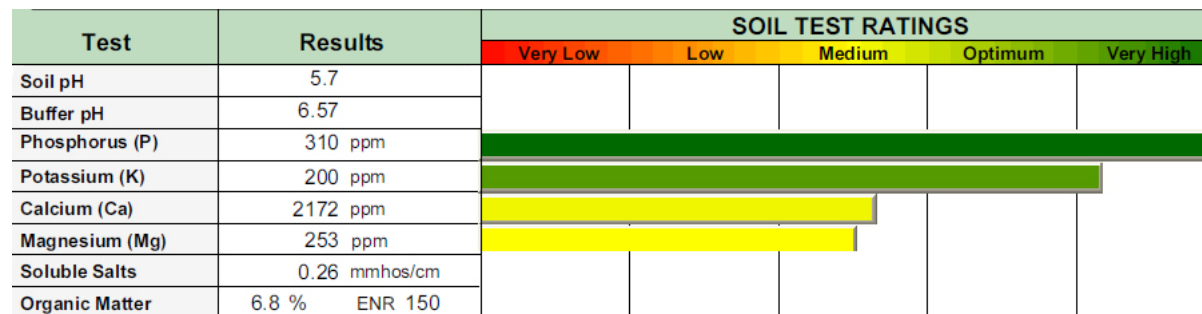 Test Results SOIL TEST RATINGS
Very Low Low Medium Optimum Very High
Soil pH 5.7
Buffer pH 6.57
Phosphorus (P) 310 ppm
Potassium (K) 200 ppm
Calcium (Ca) 2172 ppm
Magnesium (Mg) 253 ppm
Soluble Salts 0.26 mmhos/cm
Organic Matter 6.8 % ENR 150